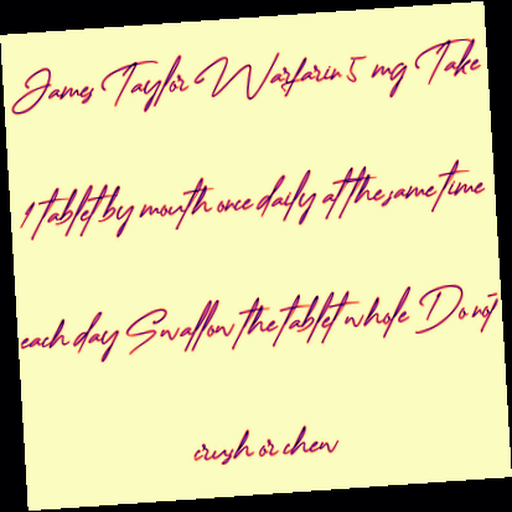 James Taylor Warfarin 5 mg Take
1 tablet by mouth once daily at the same time
each day Swallow the tablet whole Do not
crush or chew